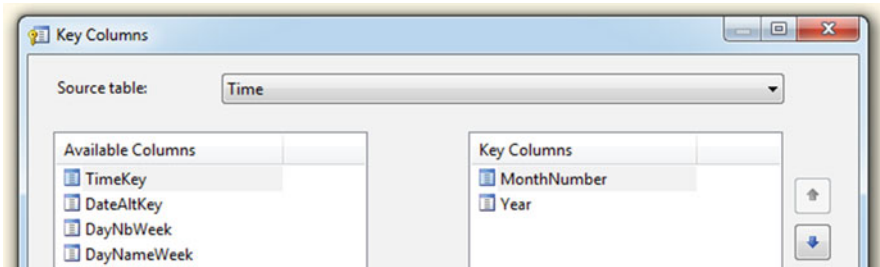 Key Columns
Source table: Time
Available Columns
TimeKey
DateAltKey
DayNbWeek
DayNameWeek
Key Columns
MonthNumber
Year